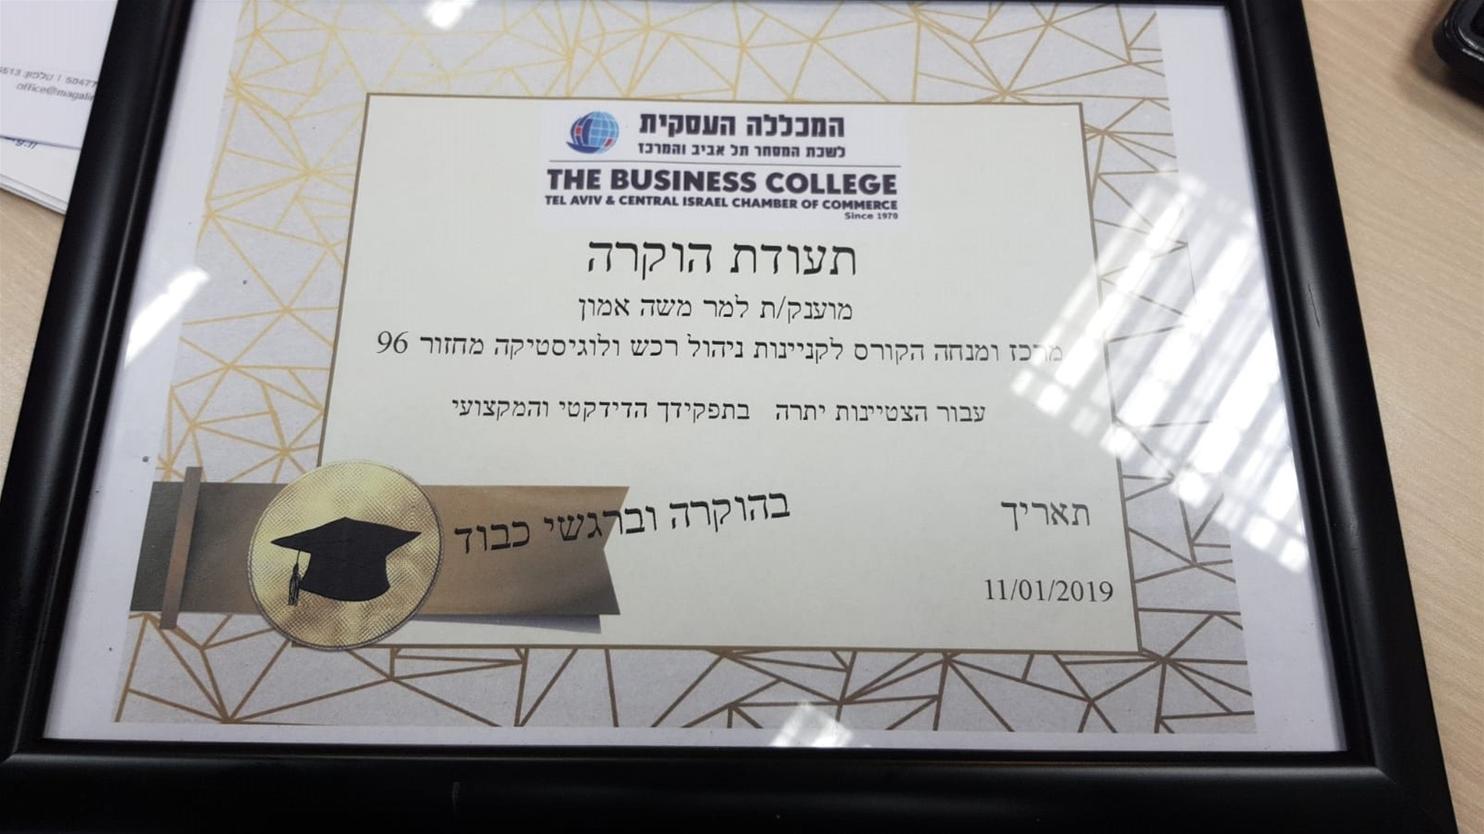 המכללה העסקית
לשכת המסחר תל אביב והמרכז
THE BUSINESS COLLEGE
TEL AVIV & CENTRAL ISRAEL CHAMBER OF COMMERCE
Since 1970
תעודת הוקרה
מוענק/ת למר משה אמון
מרכז ומנחה הקורס לקניינות ניהול רכש ולוגיסטיקה מחזור 96
עבור הצטיינות יתרה בתפקידך הדידקטי והמקצועי
תאריך
11/01/2019
בהוקרה וברגשי כבוד
טלפון: 50477 |